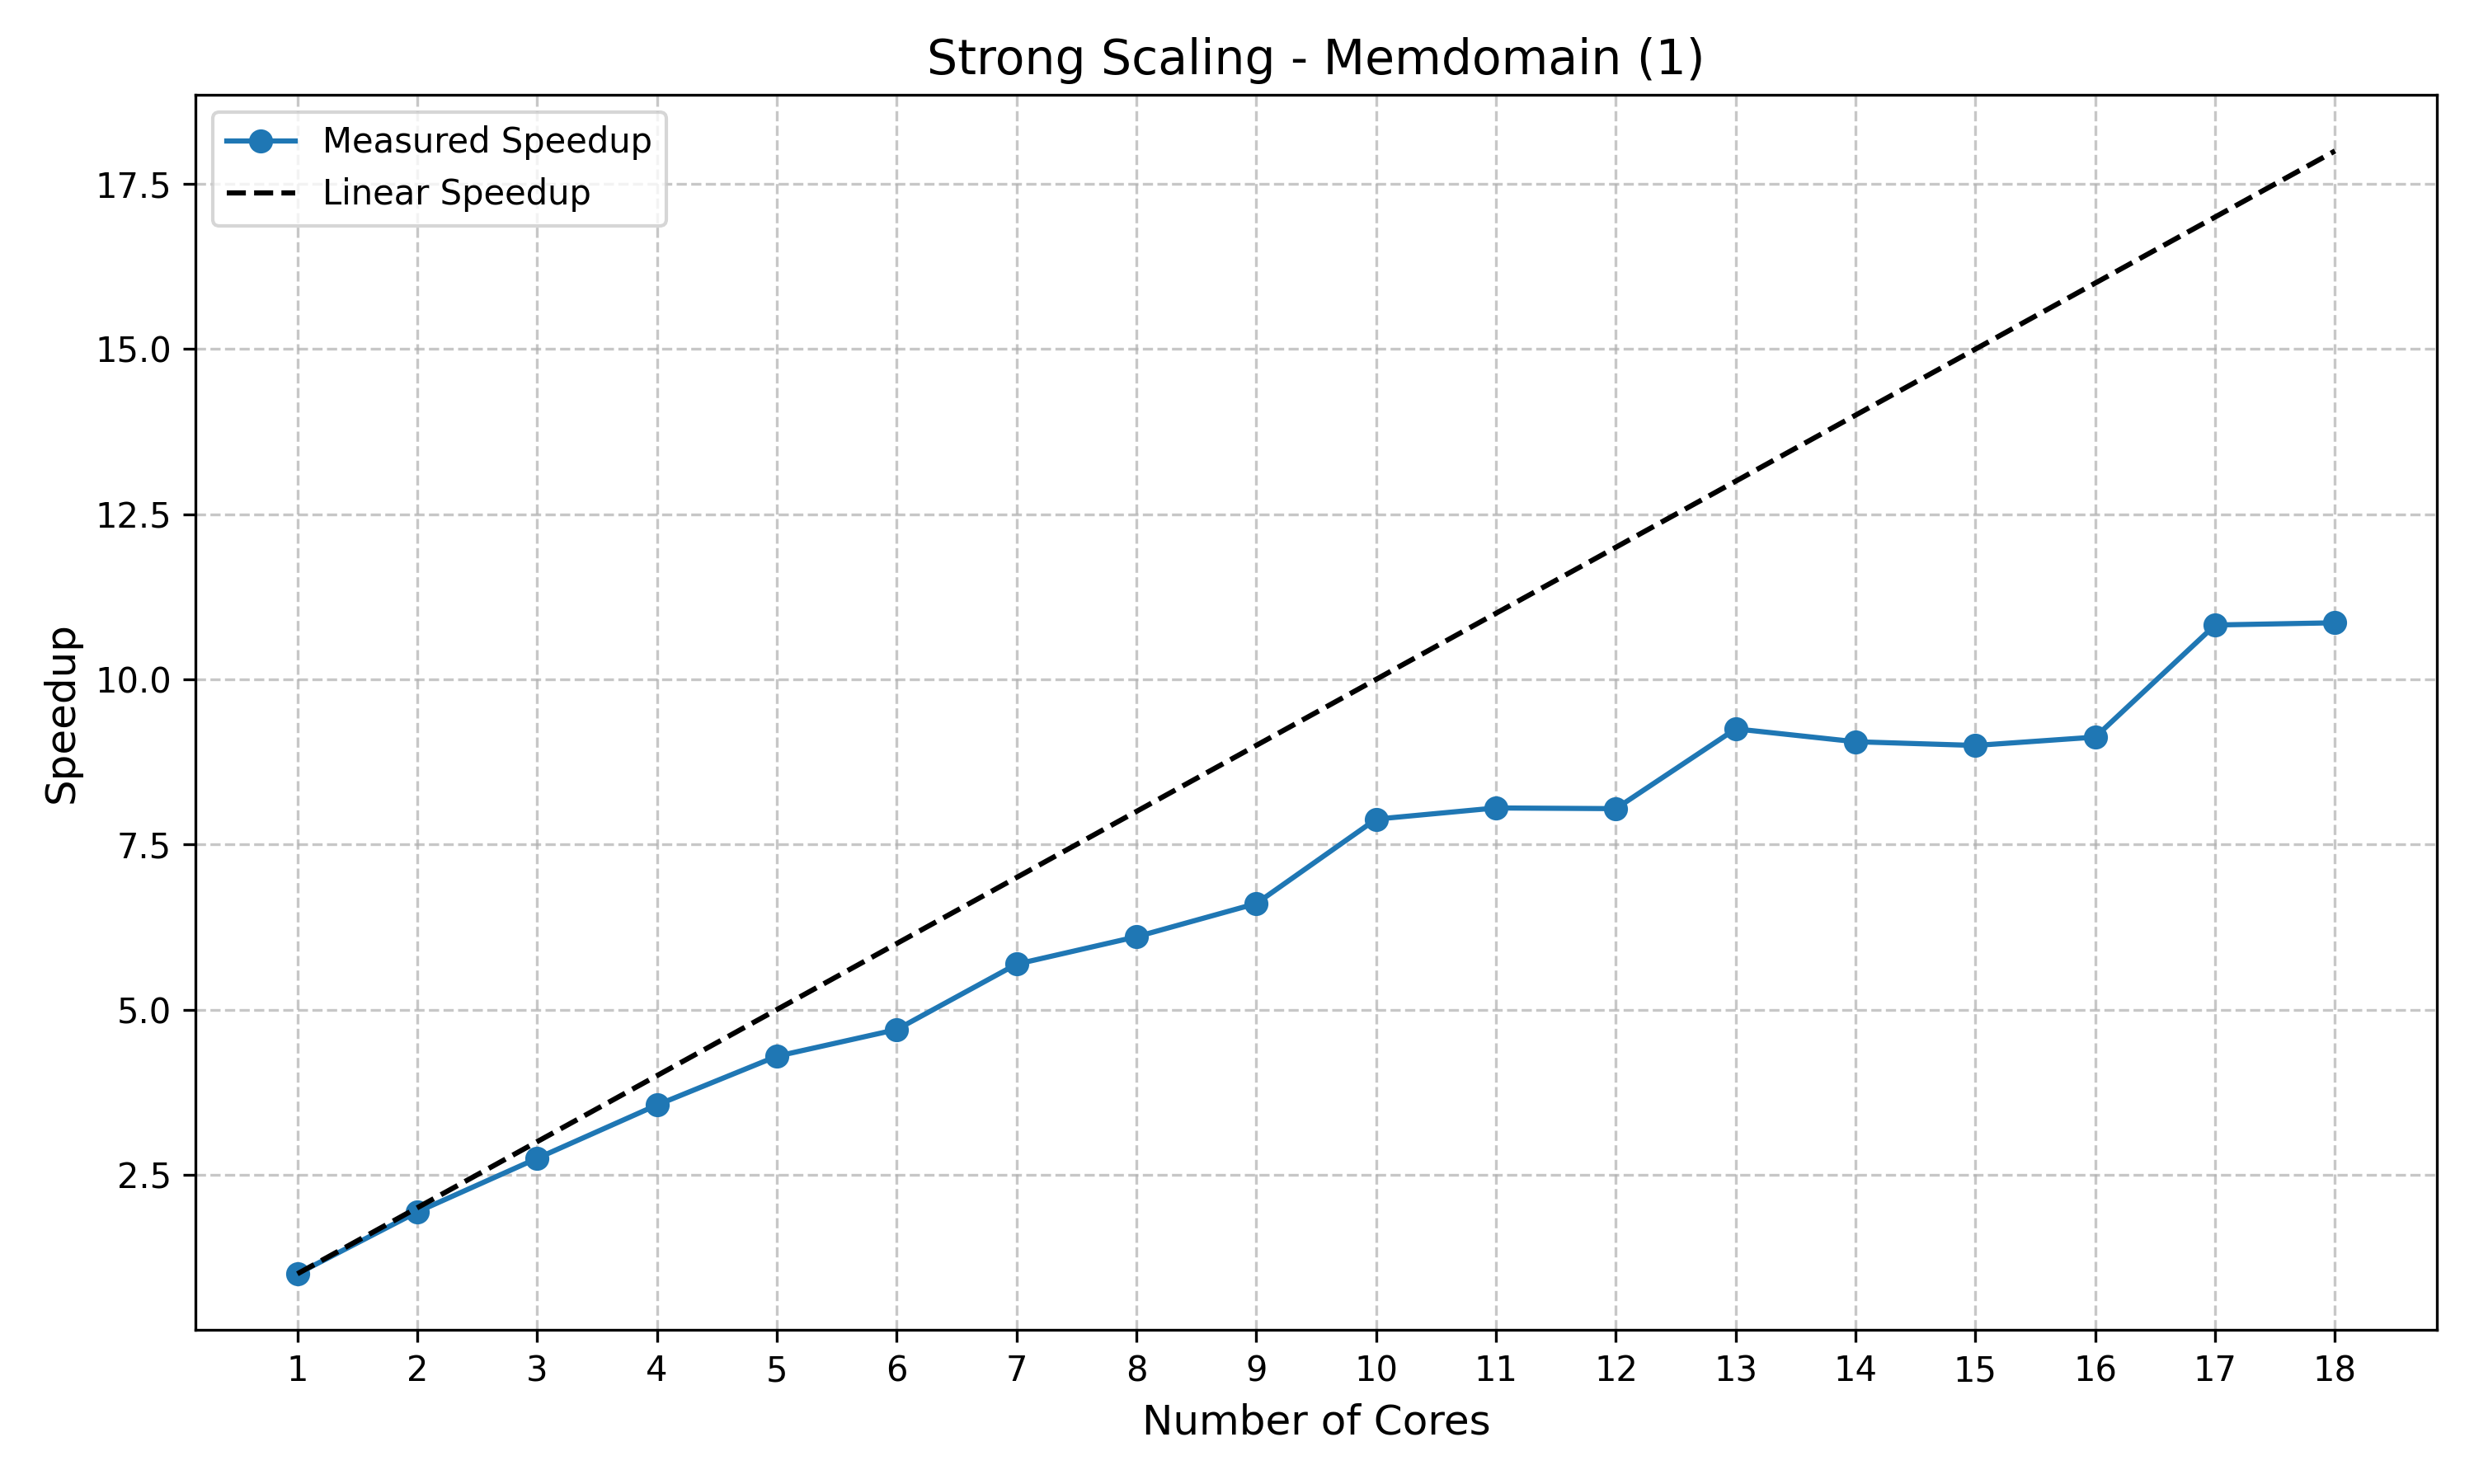 Strong Scaling - Memdomain (1)
Measured Speedup
Linear Speedup
17.5
15.0
12.5
10.0
7.5
5.0
2.5
Speedup
1 2 3 4 5 6 7 8 9 10 11 12 13 14 15 16 17 18
Number of Cores